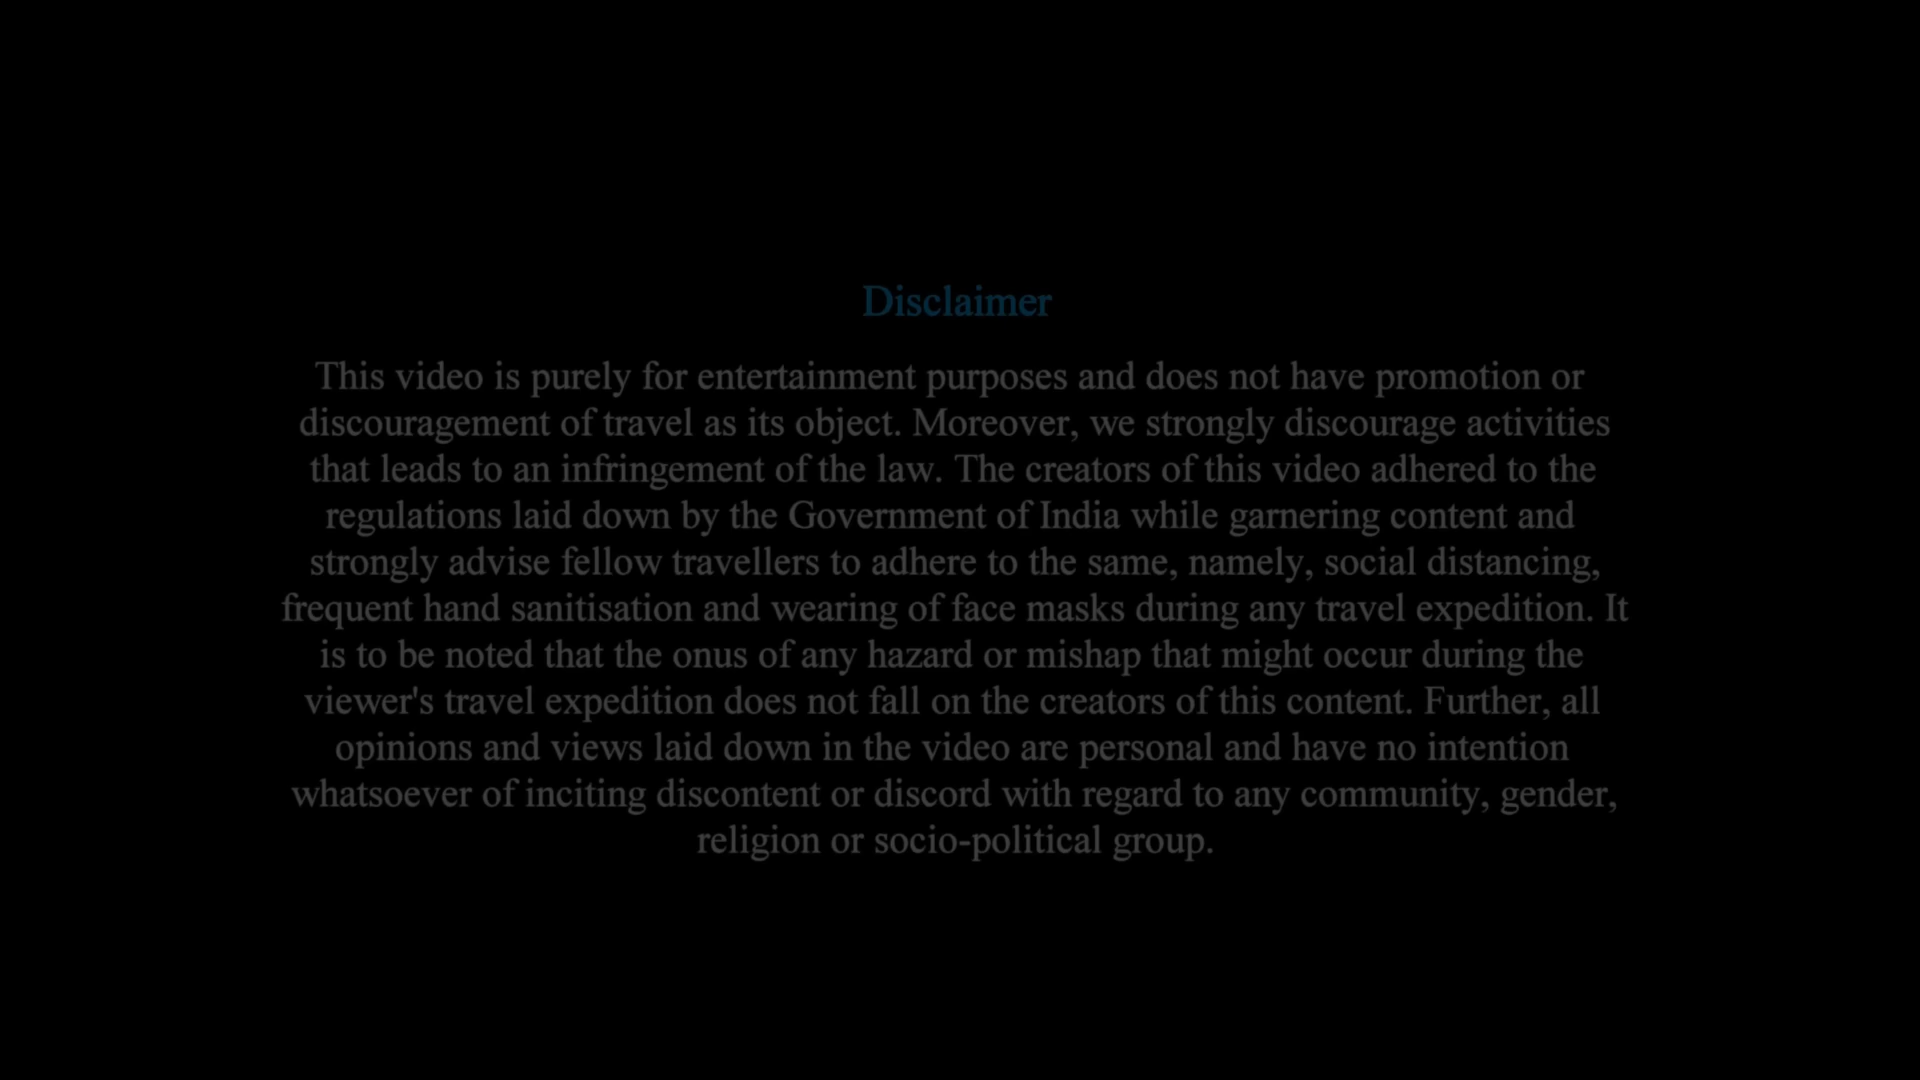 Disclaimer
This video is purely for entertainment purposes and does not have promotion or
discouragement of travel as its object. Moreover, we strongly discourage activities
that leads to an infringement of the law. The creators of this video adhered to the
regulations laid down by the Government of India while garnering content and
strongly advise fellow travellers to adhere to the same, namely, social distancing,
frequent hand sanitisation and wearing of face masks during any travel expedition. It
is to be noted that the onus of any hazard or mishap that might occur during the
viewer's travel expedition does not fall on the creators of this content. Further, all
opinions and views laid down in the video are personal and have no intention
whatsoever of inciting discontent or discord with regard to any community, gender,
religion or socio-political group.